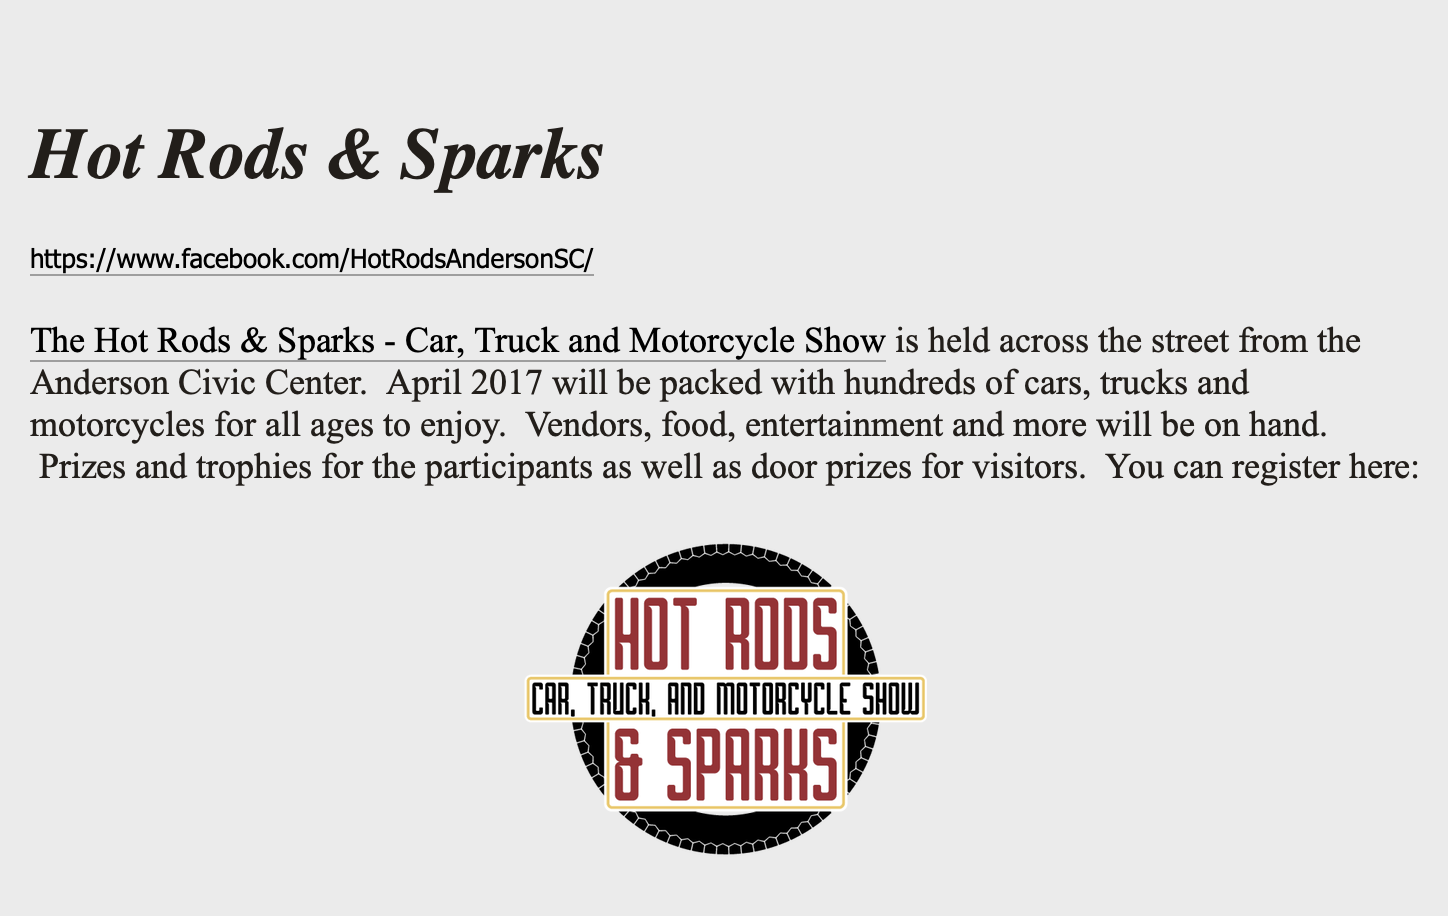 Hot Rods & Sparks
https://www.facebook.com/HotRodsAndersonSC/
The Hot Rods & Sparks - Car, Truck and Motorcycle Show is held across the street from the
Anderson Civic Center.  April 2017 will be packed with hundreds of cars, trucks and
motorcycles for all ages to enjoy.  Vendors, food, entertainment and more will be on hand.
 Prizes and trophies for the participants as well as door prizes for visitors.  You can register here:
HOT RODS
CAR, TRUCK, AND MOTORCYCLE SHOW
& SPARKS